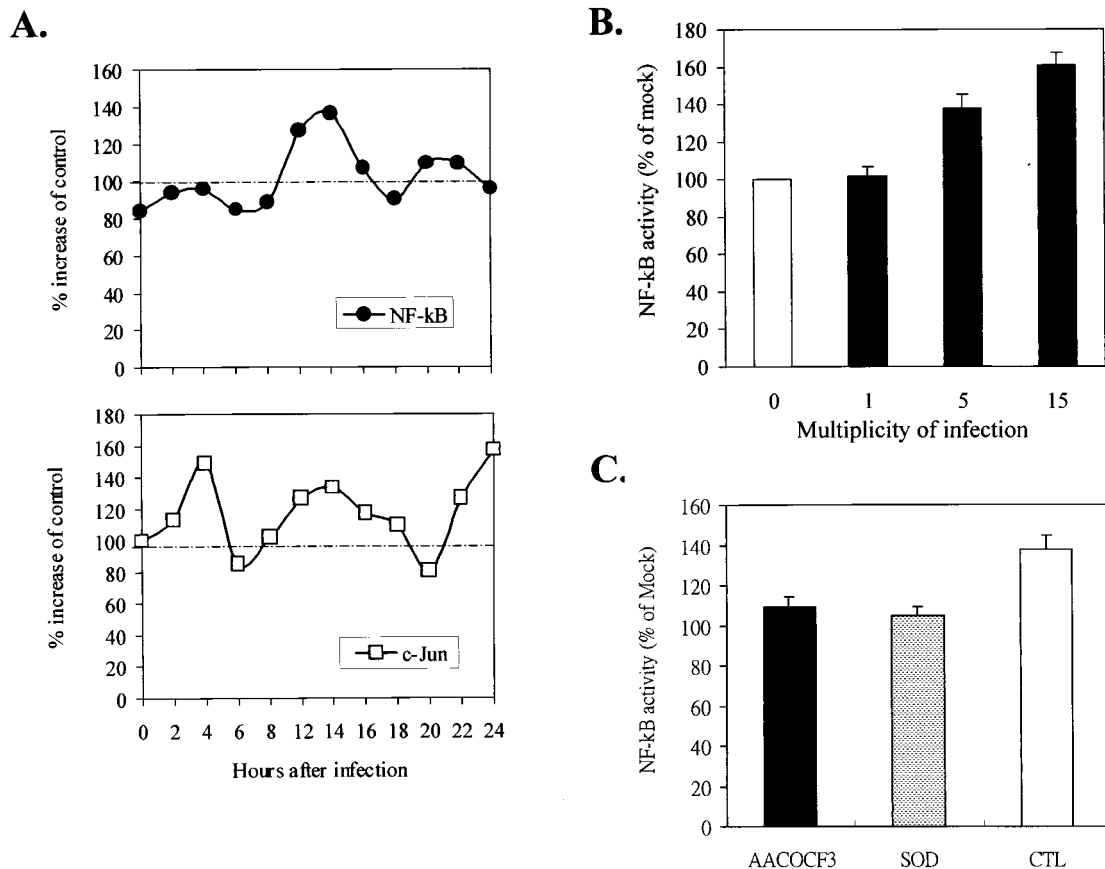 A.
% increase of control
160
140
120
100
80
60
40
20
0
NF-kB
% increase of control
180
160
140
120
100
80
60
40
20
0
c-Jun
0 2 4 6 8 12 14 16 18 20 22 24
Hours after infection
B.
NF-kB activity (% of mock)
180
160
140
120
100
80
60
40
20
0
0 1 5 15
Multiplicity of infection
C.
NF-kB activity (% of Mock)
160
140
120
100
80
60
40
20
0
AACOCF3 SOD CTL